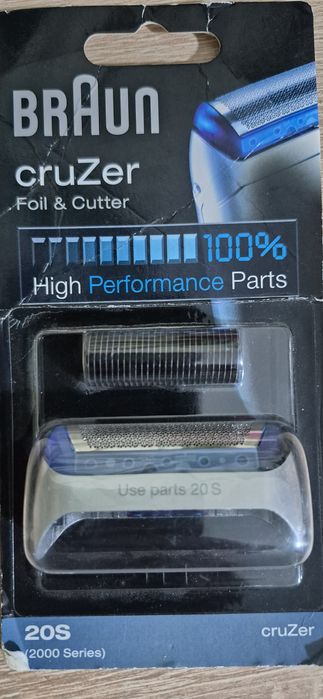 BRAUN
cruZer
Foil & Cutter
100%
High Performance Parts
Use parts 20 S
20S
cruZer
(2000 Series)